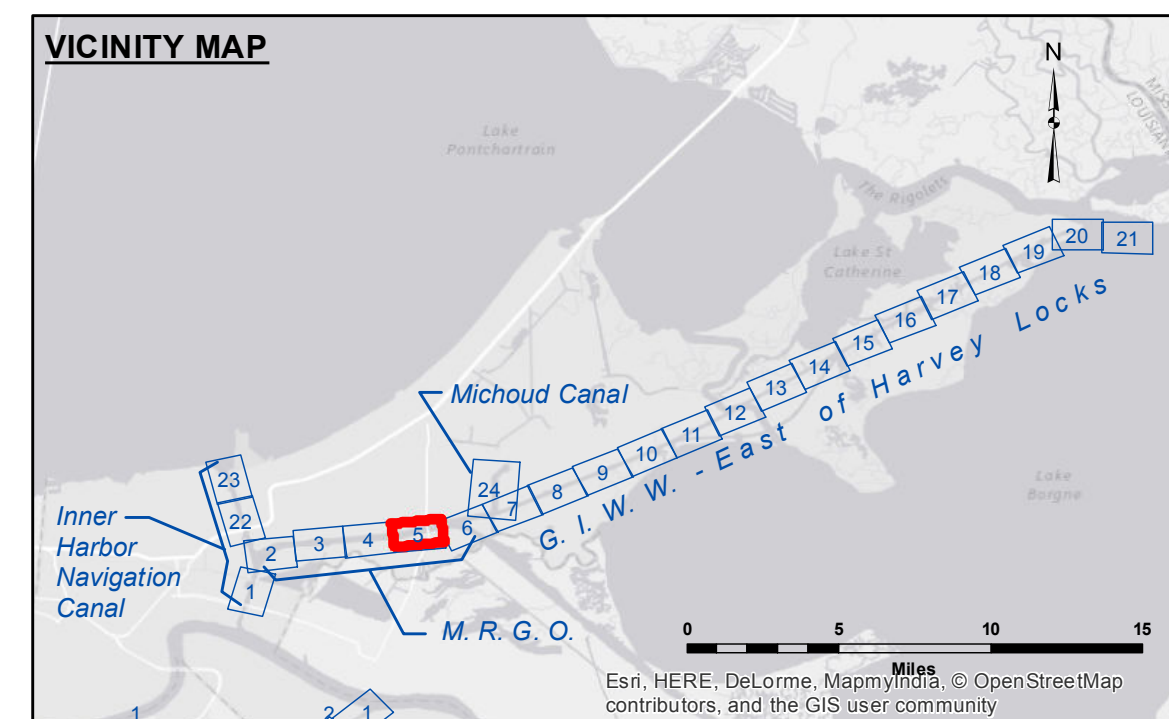 VICINITY MAP
N
Lake
Pontchartrain
The Rigolets
Lake St
Catherine
20
21
19
18
17
16
15
14
13
12
11
10
9
8
7
24
6
5
4
3
2
1
22
23
Michoud Canal
G. I. W. W. - East of Harvey Locks
Lake
Borgne
Inner
Harbor
Navigation
Canal
M. R. G. O.
0 5 10 15
Miles
Esri, HERE, DeLorme, MapmyIndia, © OpenStreetMap
contributors, and the GIS user community
1
2
1